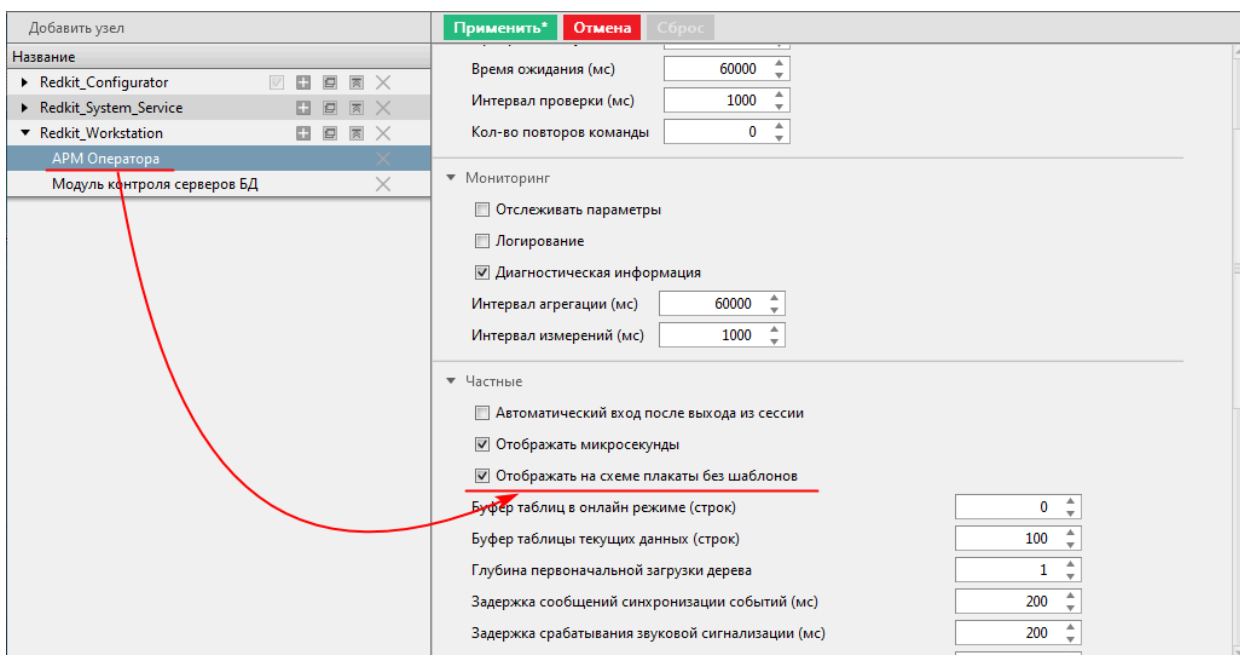 Добавить узел
Применить* Отмена Сброс
Название
Redkit_Configurator
Redkit_System_Service
Redkit_Workstation
АРМ Оператора
Модуль контроля серверов БД
Время ожидания (мс) 60000
Интервал проверки (мс) 1000
Кол-во повторов команды 0
Мониторинг
Отслеживать параметры
Логирование
Диагностическая информация
Интервал агрегации (мс) 60000
Интервал измерений (мс) 1000
Частные
Автоматический вход после выхода из сессии
Отображать микросекунды
Отображать на схеме плакаты без шаблонов
Буфер таблиц в онлайн режиме (строк) 0
Буфер таблицы текущих данных (строк) 100
Глубина первоначальной загрузки дерева 1
Задержка сообщений синхронизации событий (мс) 200
Задержка срабатывания звуковой сигнализации (мс) 200